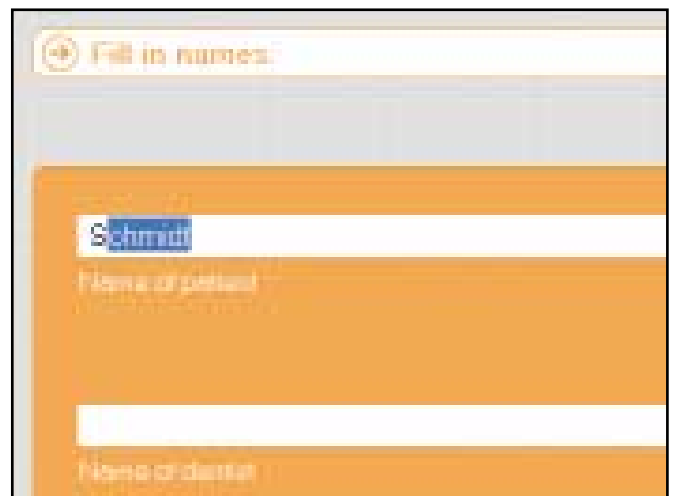 Fill in names.
Schmidt
Name of patient
Name of dentist